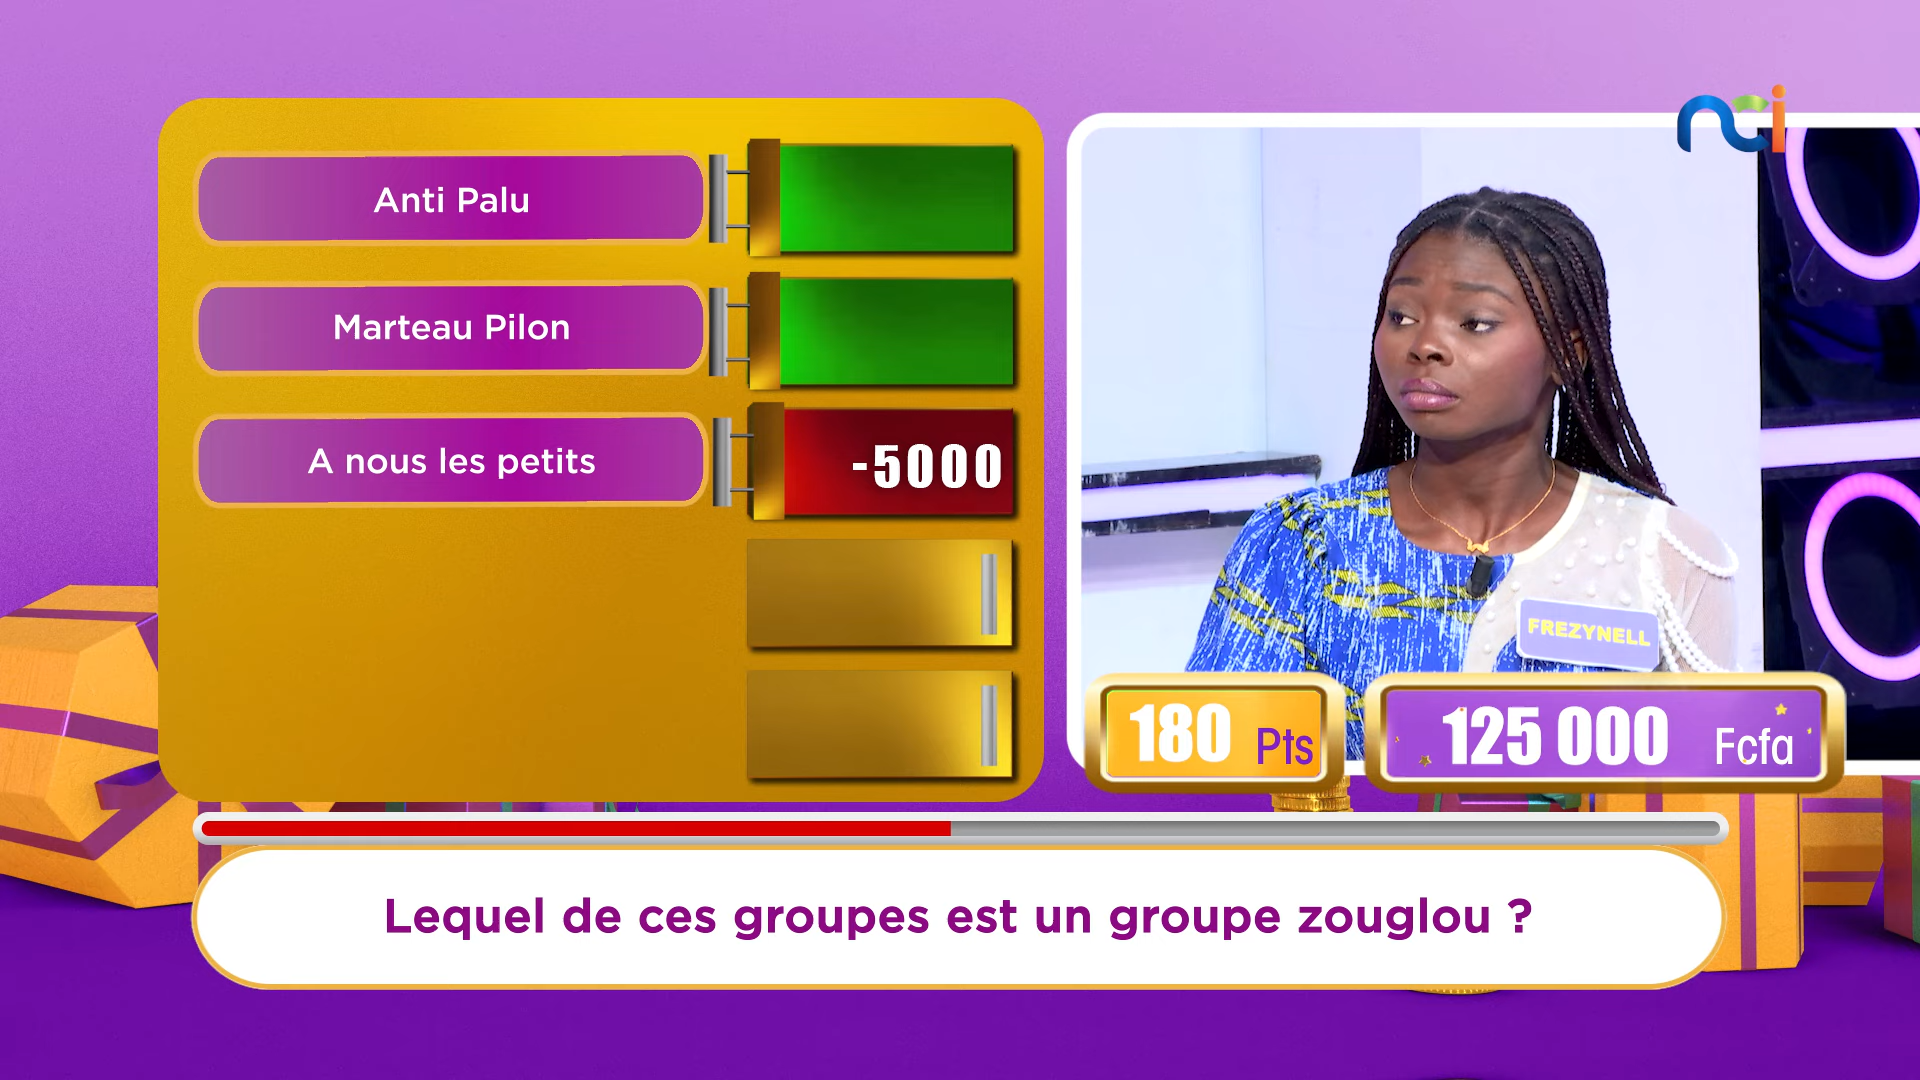 nci
Anti Palu
Marteau Pilon
A nous les petits
-5000
FREZYNELL
180 Pts
125 000 Fcfa
Lequel de ces groupes est un groupe zouglou ?